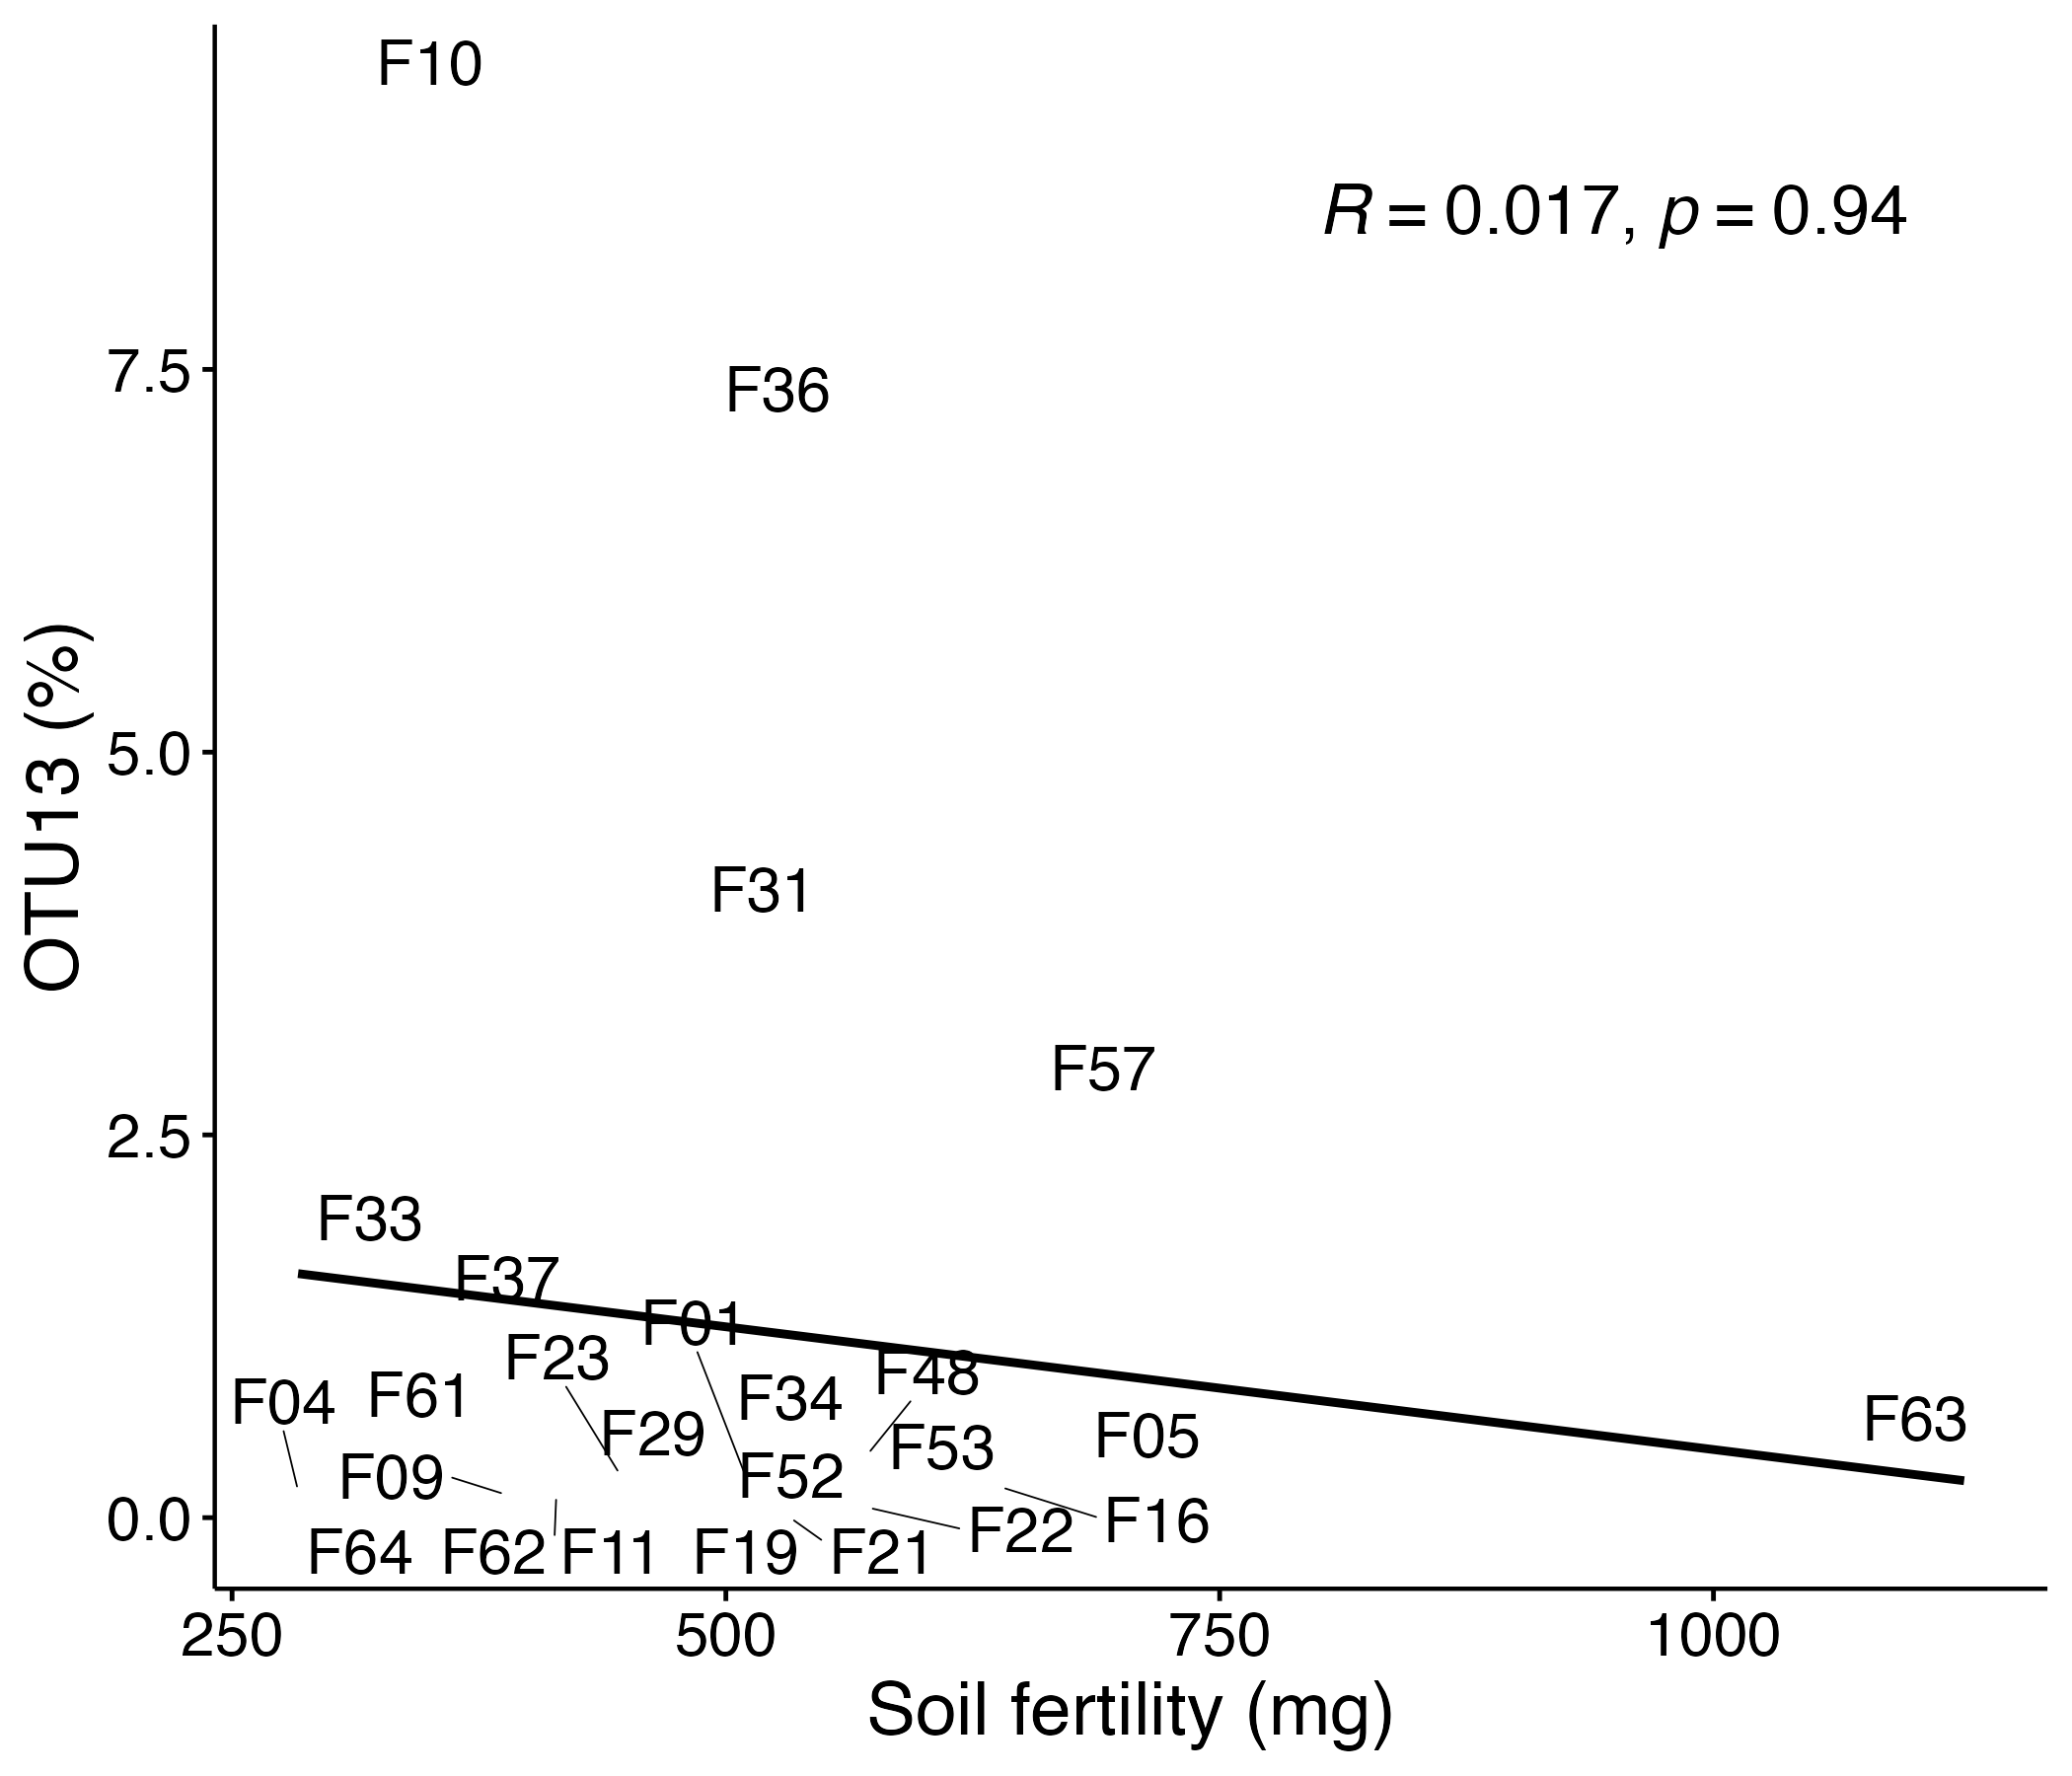 F10
R = 0.017, p = 0.94
7.5
F36
5.0
F31
OTU13 (%)
F57
2.5
F33
F37
F01
F23
F48
F04
F61
F34
F63
F29
F05
F53
F09
F52
0.0
F16
F22
F64
F62
F11
F19
F21
250
500
750
1000
Soil fertility (mg)